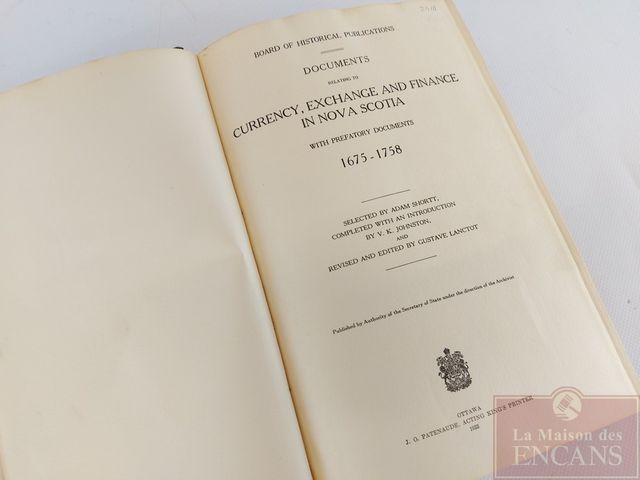 BOARD OF HISTORICAL PUBLICATIONS
DOCUMENTS
RELATING TO
CURRENCY, EXCHANGE AND FINANCE
IN NOVA SCOTIA
WITH PREFATORY DOCUMENTS
1675-1758
SELECTED BY ADAM SHORTT,
COMPLETED WITH AN INTRODUCTION
BY V. K. JOHNSTON,
AND
REVISED AND EDITED BY GUSTAVE LANCTOT
Published by Authority of the Secretary of State under the direction of the Archivist
OTTAWA
J. O. PATENAUDE, ACTING KING'S PRINTER
La Maison des
ENCANS